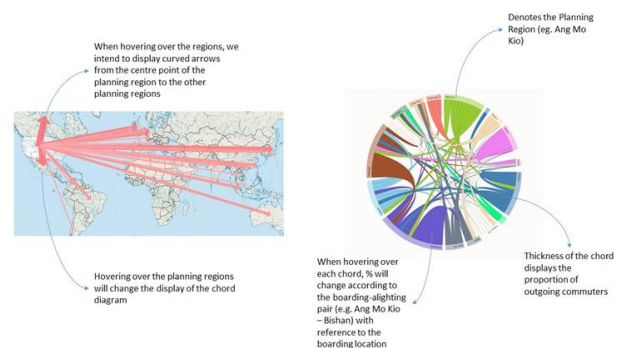 When hovering over the regions, we
intend to display curved arrows
from the centre point of the
planning region to the other
planning regions
Hovering over the planning regions
will change the display of the chord
diagram
Denotes the Planning
Region (eg. Ang Mo
Kio)
When hovering over
each chord, % will
change according to
the boarding-alighting
pair (e.g. Ang Mo Kio
– Bishan) with
reference to the
boarding location
Thickness of the chord
displays the
proportion of
outgoing commuters